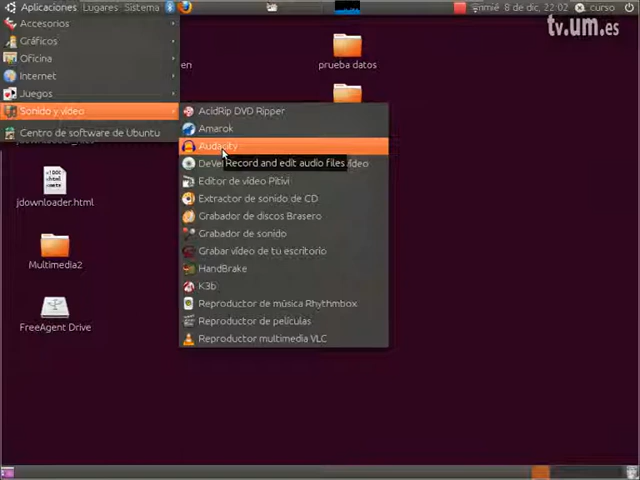 Aplicaciones Lugares Sistema
mié 8 de dic, 22:02 curso
tv.um.es
Accesorios
Gráficos
Oficina
Internet
Juegos
Sonido y vídeo
Centro de software de Ubuntu
AcidRip DVD Ripper
Amarok
Audacity
Record and edit audio files
Editor de vídeo Pitivi
Extractor de sonido de CD
Grabador de discos Brasero
Grabador de sonido
Grabar vídeo de tu escritorio
HandBrake
K3b
Reproductor de música Rhythmbox
Reproductor de películas
Reproductor multimedia VLC
prueba datos
jdownloader.html
Multimedia2
FreeAgent Drive